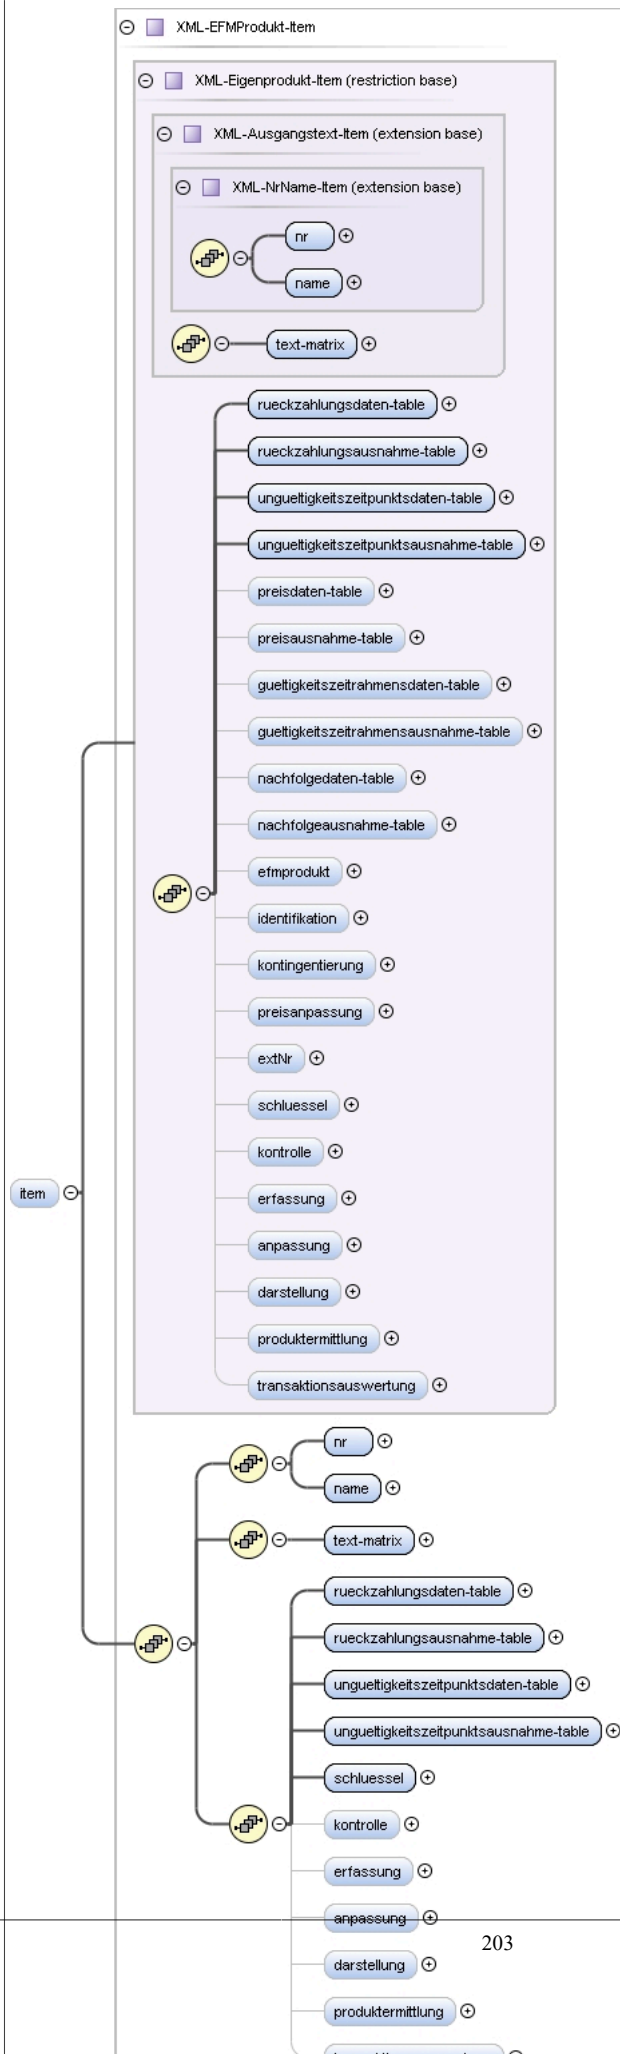 XML-EFMProdukt-Item
XML-Eigenprodukt-Item (restriction base)
XML-Ausgangstext-Item (extension base)
XML-NrName-Item (extension base)
nr
name
text-matrix
rueckzahlungsdaten-table
rueckzahlungsausnahme-table
ungueltigkeitszeitpunktsdaten-table
ungueltigkeitszeitpunktsausnahme-table
preisdaten-table
preisausnahme-table
gueltigkeitszeitrahmensdaten-table
gueltigkeitszeitrahmensausnahme-table
nachfolgedaten-table
nachfolgeausnahme-table
efmprodukt
identifikation
kontingentierung
preisanpassung
extNr
schluessel
kontrolle
item
erfassung
anpassung
darstellung
produktermittlung
transaktionsauswertung
nr
name
text-matrix
rueckzahlungsdaten-table
rueckzahlungsausnahme-table
ungueltigkeitszeitpunktsdaten-table
ungueltigkeitszeitpunktsausnahme-table
schluessel
kontrolle
erfassung
anpassung
203
darstellung
produktermittlung